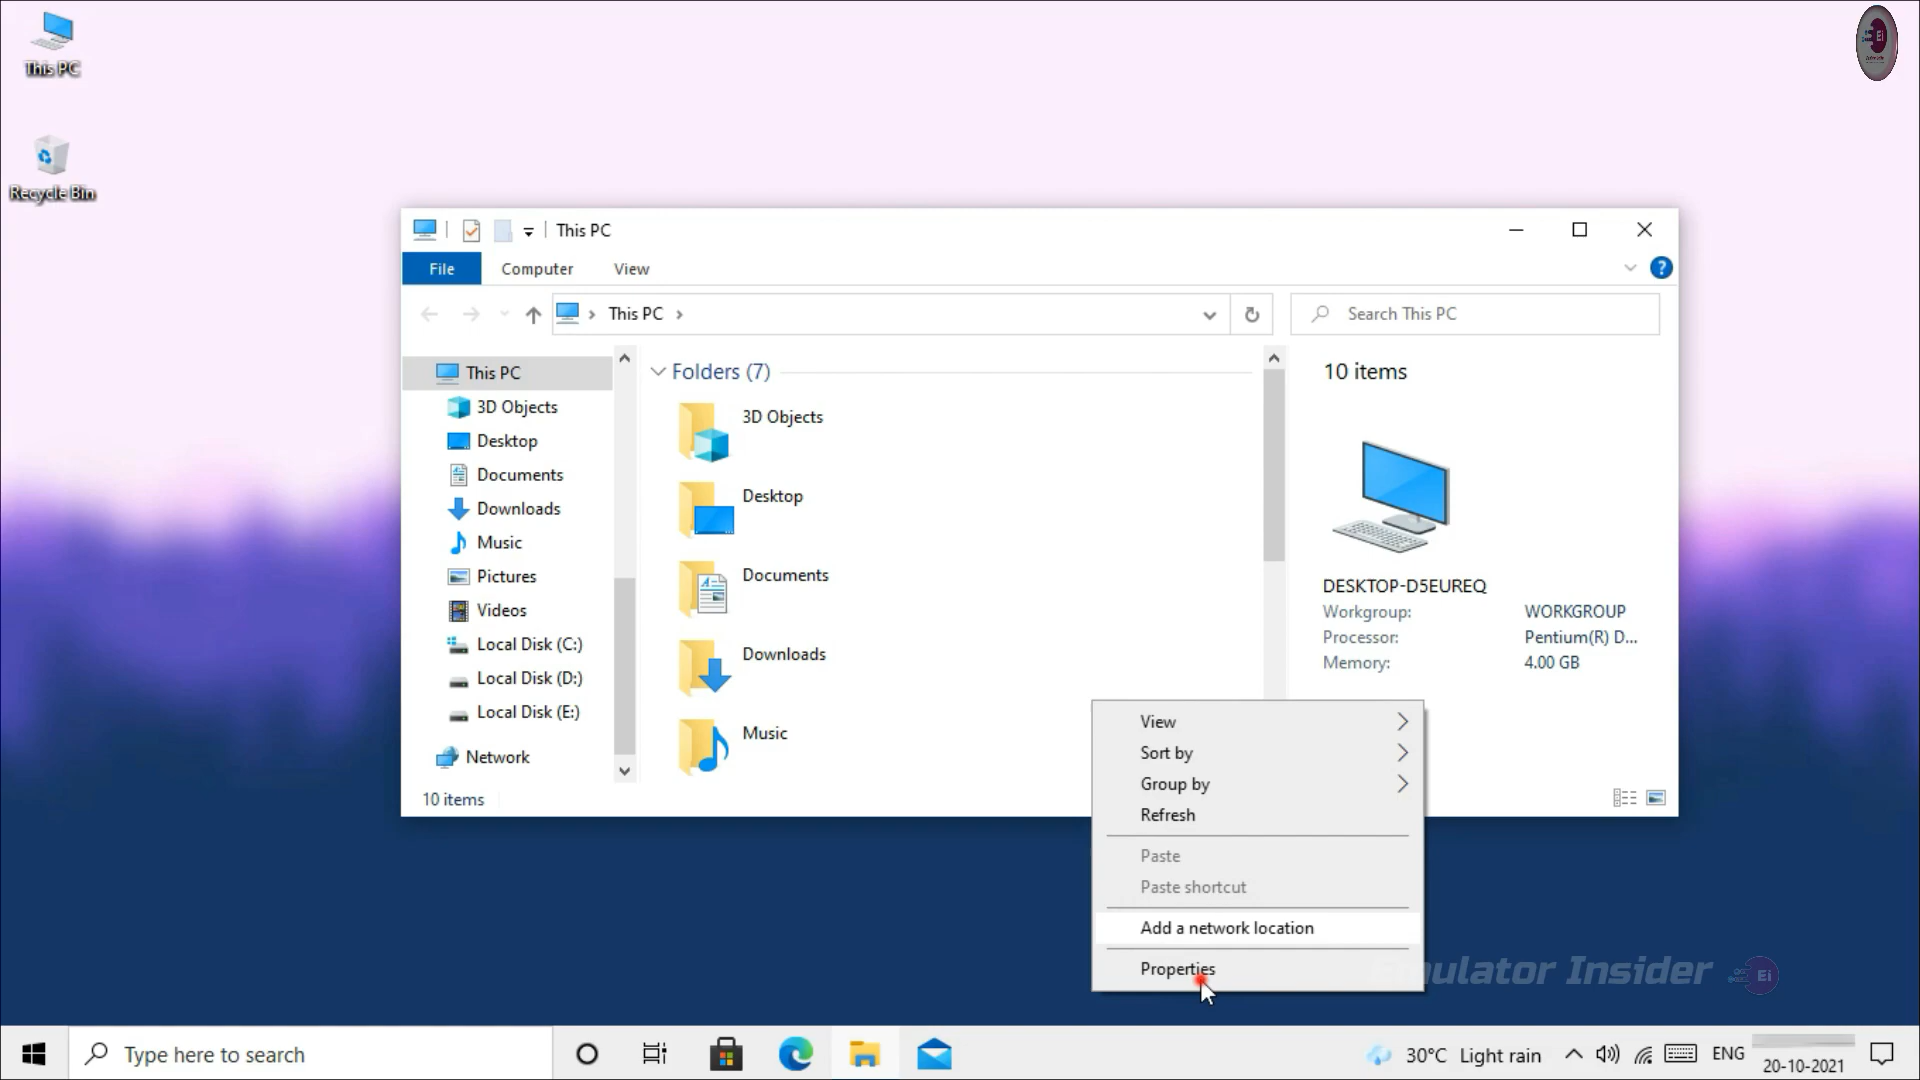 This PC
Recycle Bin
This PC
File
Computer
View
This PC
Search This PC
This PC
3D Objects
Desktop
Documents
Downloads
Music
Pictures
Videos
Local Disk (C:)
Local Disk (D:)
Local Disk (E:)
Network
10 items
Folders (7)
3D Objects
Desktop
Documents
Downloads
Music
10 items
DESKTOP-D5EUREQ
Workgroup: WORKGROUP
Processor: Pentium(R) D...
Memory: 4.00 GB
View
Sort by
Group by
Refresh
Paste
Paste shortcut
Add a network location
Properties
Emulator Insider
Ei
Type here to search
30°C Light rain
ENG
20-10-2021